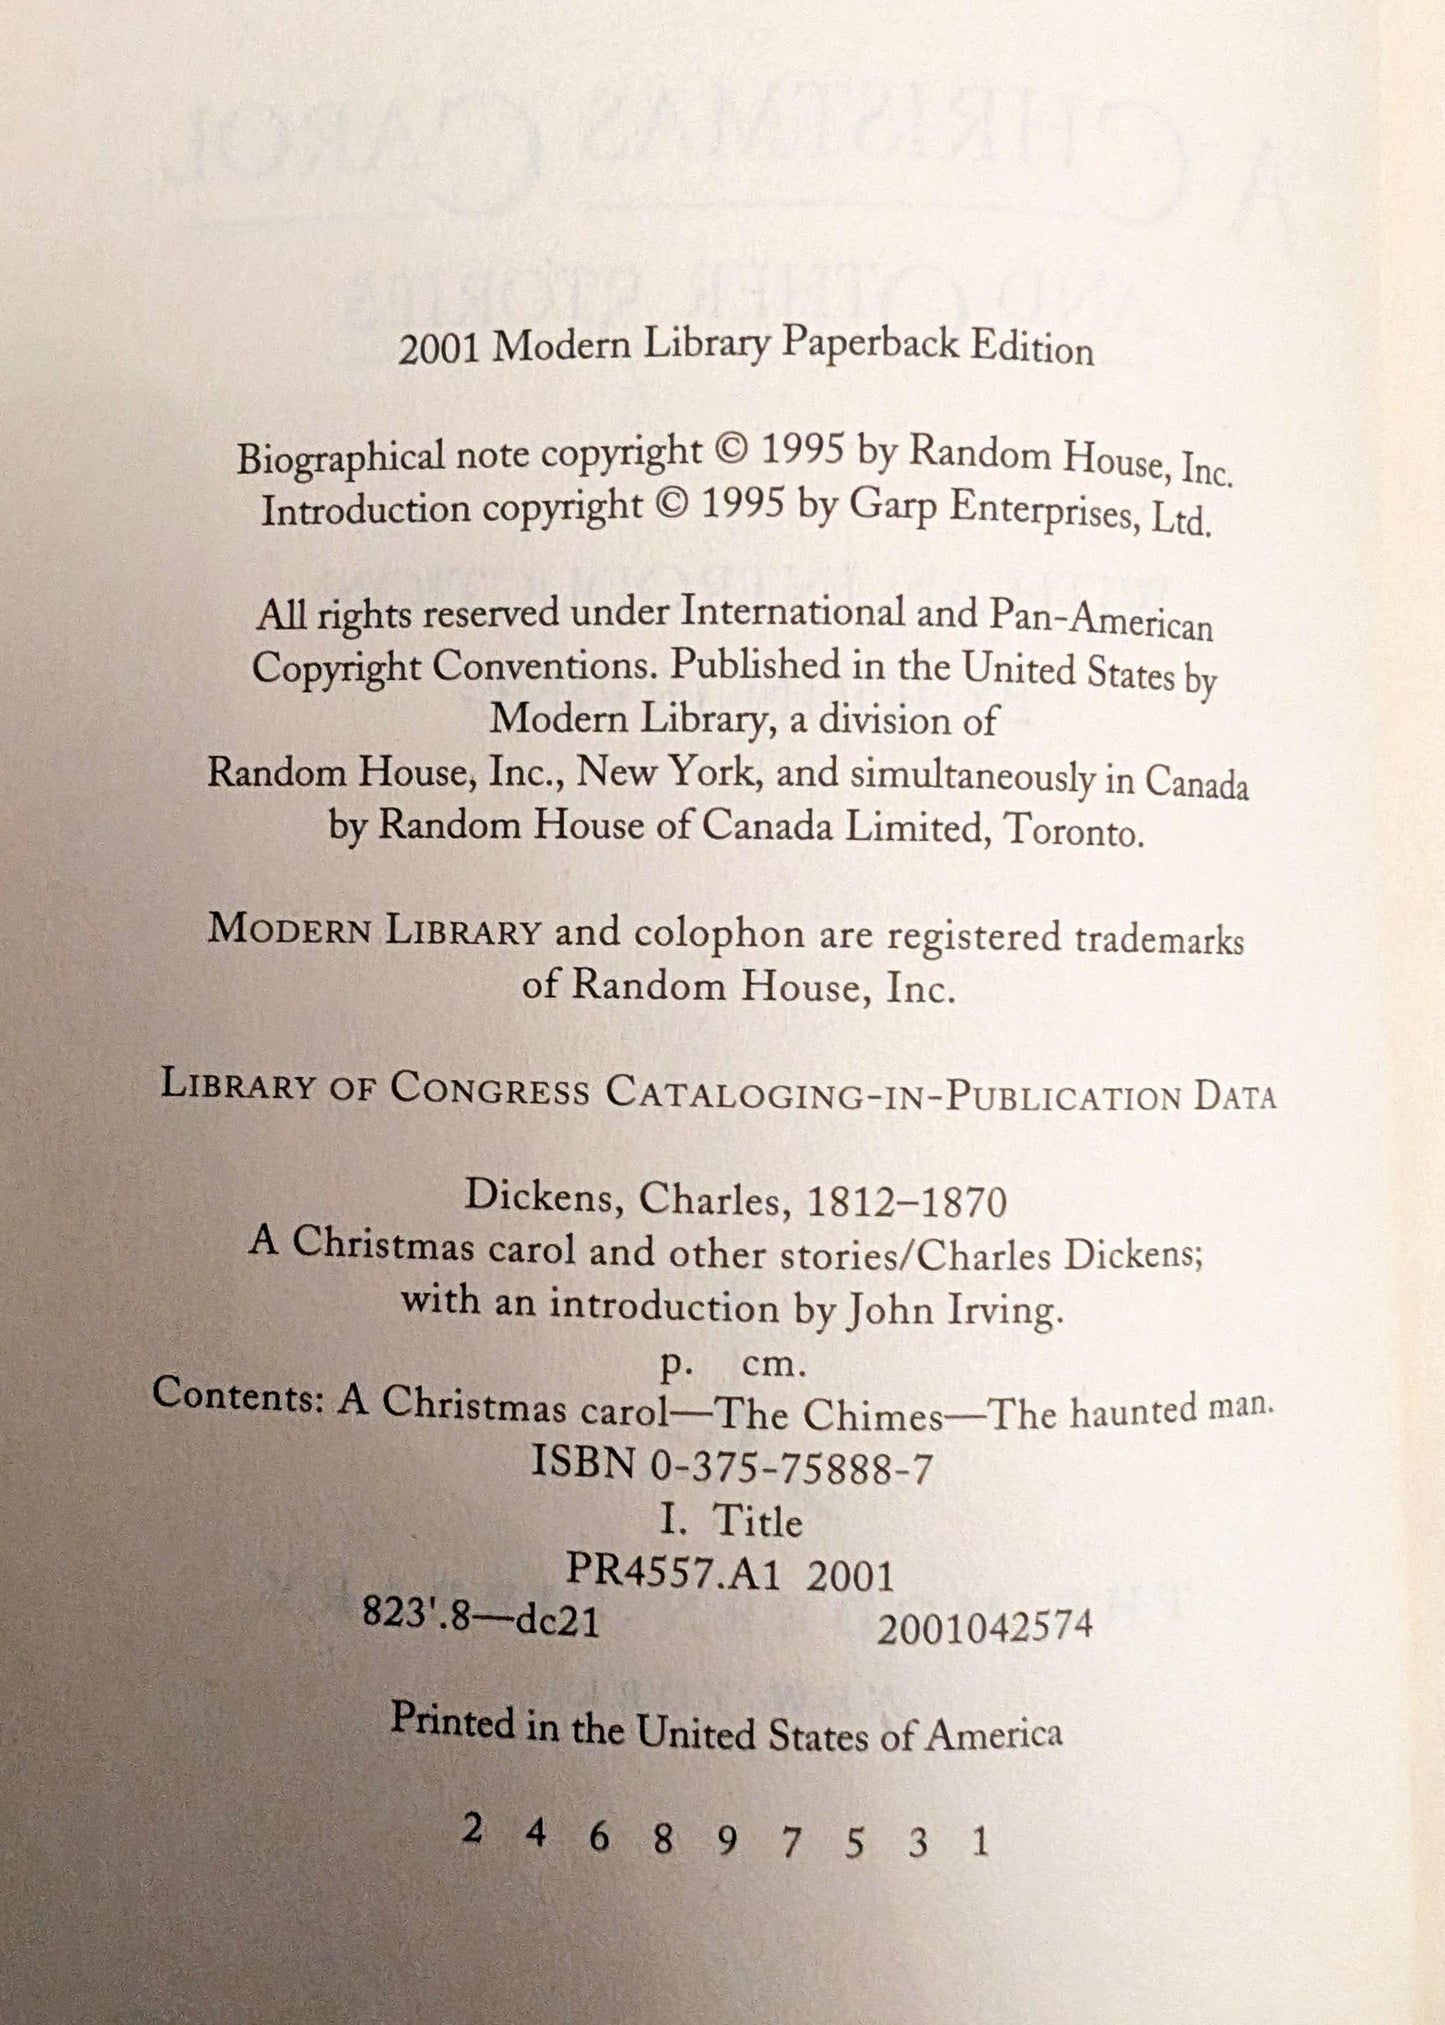 2001 Modern Library Paperback Edition
Biographical note copyright © 1995 by Random House, Inc.
Introduction copyright © 1995 by Garp Enterprises, Ltd.
All rights reserved under International and Pan-American
Copyright Conventions. Published in the United States by
Modern Library, a division of
Random House, Inc., New York, and simultaneously in Canada
by Random House of Canada Limited, Toronto.
MODERN LIBRARY and colophon are registered trademarks
of Random House, Inc.
LIBRARY OF CONGRESS CATALOGING-IN-PUBLICATION DATA
Dickens, Charles, 1812–1870
A Christmas carol and other stories/Charles Dickens;
with an introduction by John Irving.
p. cm.
Contents: A Christmas carol—The Chimes—The haunted man.
ISBN 0-375-75888-7
I. Title
PR4557.A1 2001
823'.8—dc21 2001042574
Printed in the United States of America
2 4 6 8 9 7 5 3 1